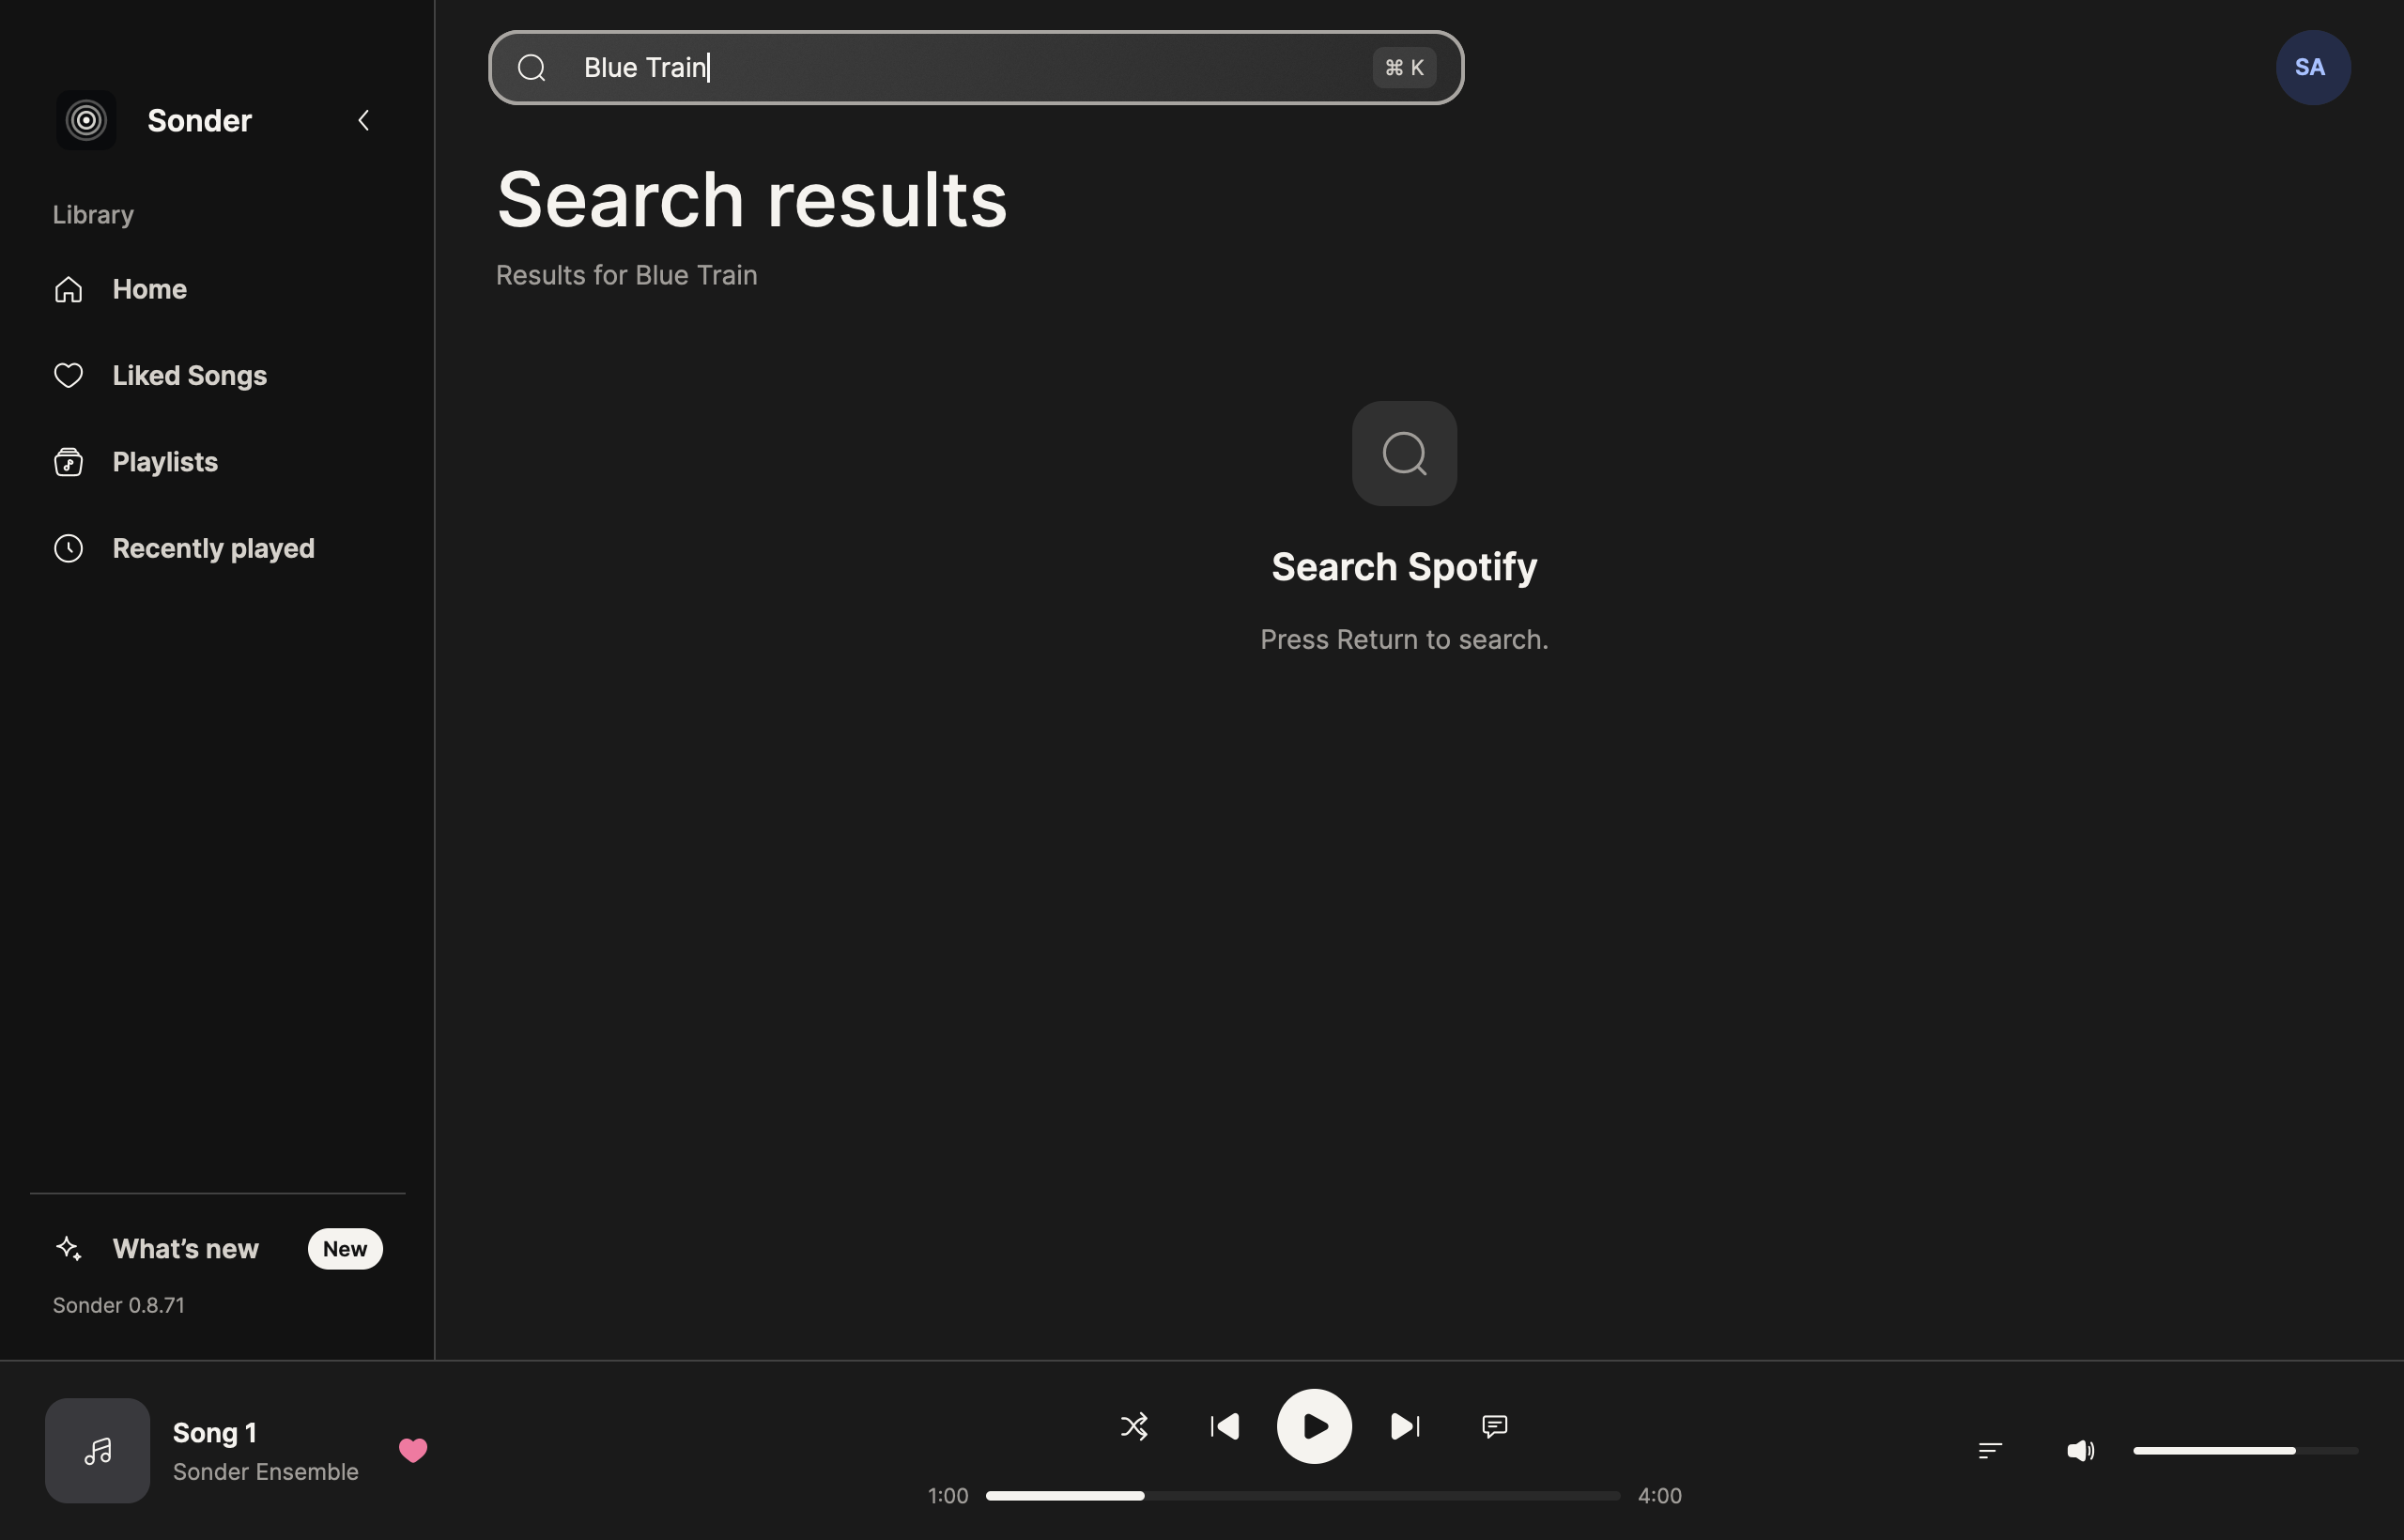 Blue Train
⌘ K
SA
Sonder
Library
Home
Liked Songs
Playlists
Recently played
Search results
Results for Blue Train
Search Spotify
Press Return to search.
What’s new
New
Sonder 0.8.71
Song 1
Sonder Ensemble
1:00
4:00